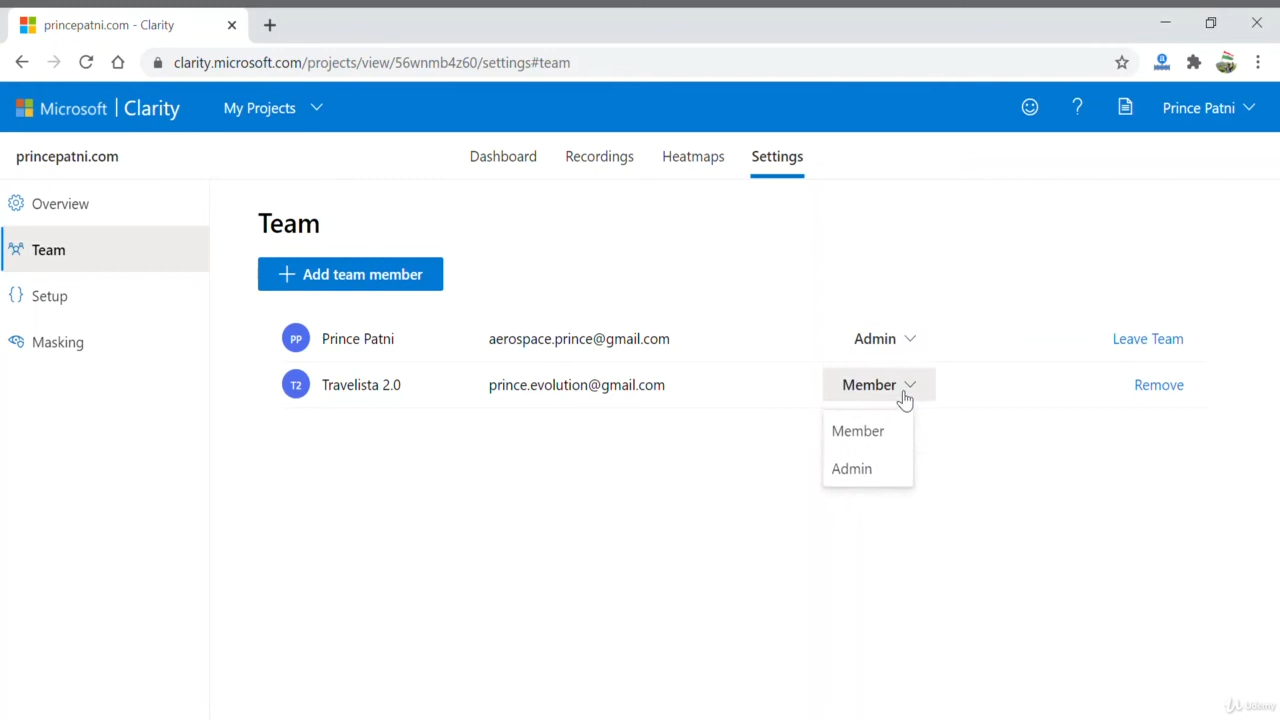 princepatni.com - Clarity
clarity.microsoft.com/projects/view/56wnmb4z60/settings#team
Microsoft | Clarity My Projects ? Prince Patni
princepatni.com Dashboard Recordings Heatmaps Settings
Overview
Team
Setup
Masking
Team
+ Add team member
PP Prince Patni aerospace.prince@gmail.com Admin Leave Team
T2 Travelista 2.0 prince.evolution@gmail.com Member Remove
Member
Admin
Udemy